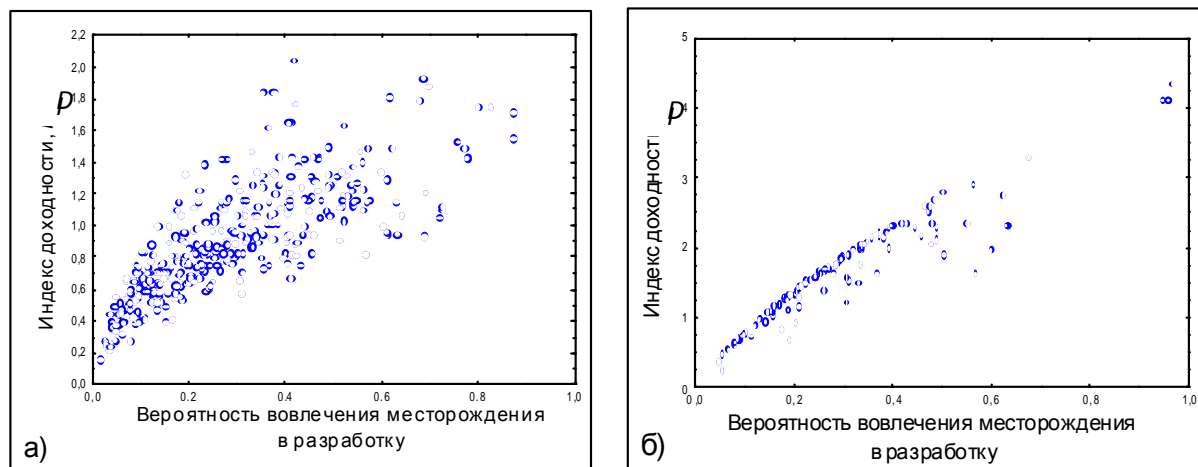 2,2
2,0
1,8
1,6
1,4
1,2
1,0
0,8
0,6
0,4
0,2
0,0
Индекс доходности,
р
0,0 0.2 0.4 0.6 0.8 1,0
Вероятность вовлечения месторождения
в разработку
а)
5
4
3
2
1
0
Индекс доходност
р
0,0 0,2 0,4 0,6 0,8 1,0
Вероятность вовлечения месторождения
в разработку
б)